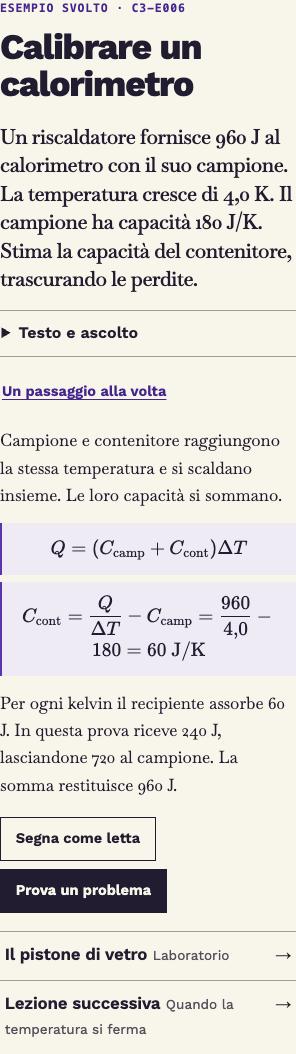 ESEMPIO SVOLTO · C3-E006
Calibrare un
calorimetro
Un riscaldatore fornisce 960 J al
calorimetro con il suo campione.
La temperatura cresce di 4,0 K. Il
campione ha capacità 180 J/K.
Stima la capacità del contenitore,
trascurando le perdite.
▶ Testo e ascolto
Un passaggio alla volta
Campione e contenitore raggiungono
la stessa temperatura e si scaldano
insieme. Le loro capacità si sommano.
Q = (C_camp + C_cont)ΔT
C_cont = Q/ΔT − C_camp = 960/4,0 −
180 = 60 J/K
Per ogni kelvin il recipiente assorbe 60
J. In questa prova riceve 240 J,
lasciandone 720 al campione. La
somma restituisce 960 J.
Segna come letta
Prova un problema
Il pistone di vetro Laboratorio →
Lezione successiva Quando la →
temperatura si ferma